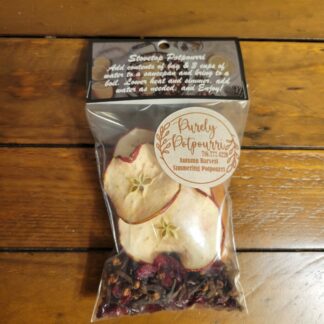 Stovetop Potpourri
Add contents of bag & 3 cups of
water to a saucepan and bring to a
boil. Lower heat and simmer, add
water as needed, and Enjoy!
Purely
Potpourri
Autumn Harvest
Simmering Potpourri